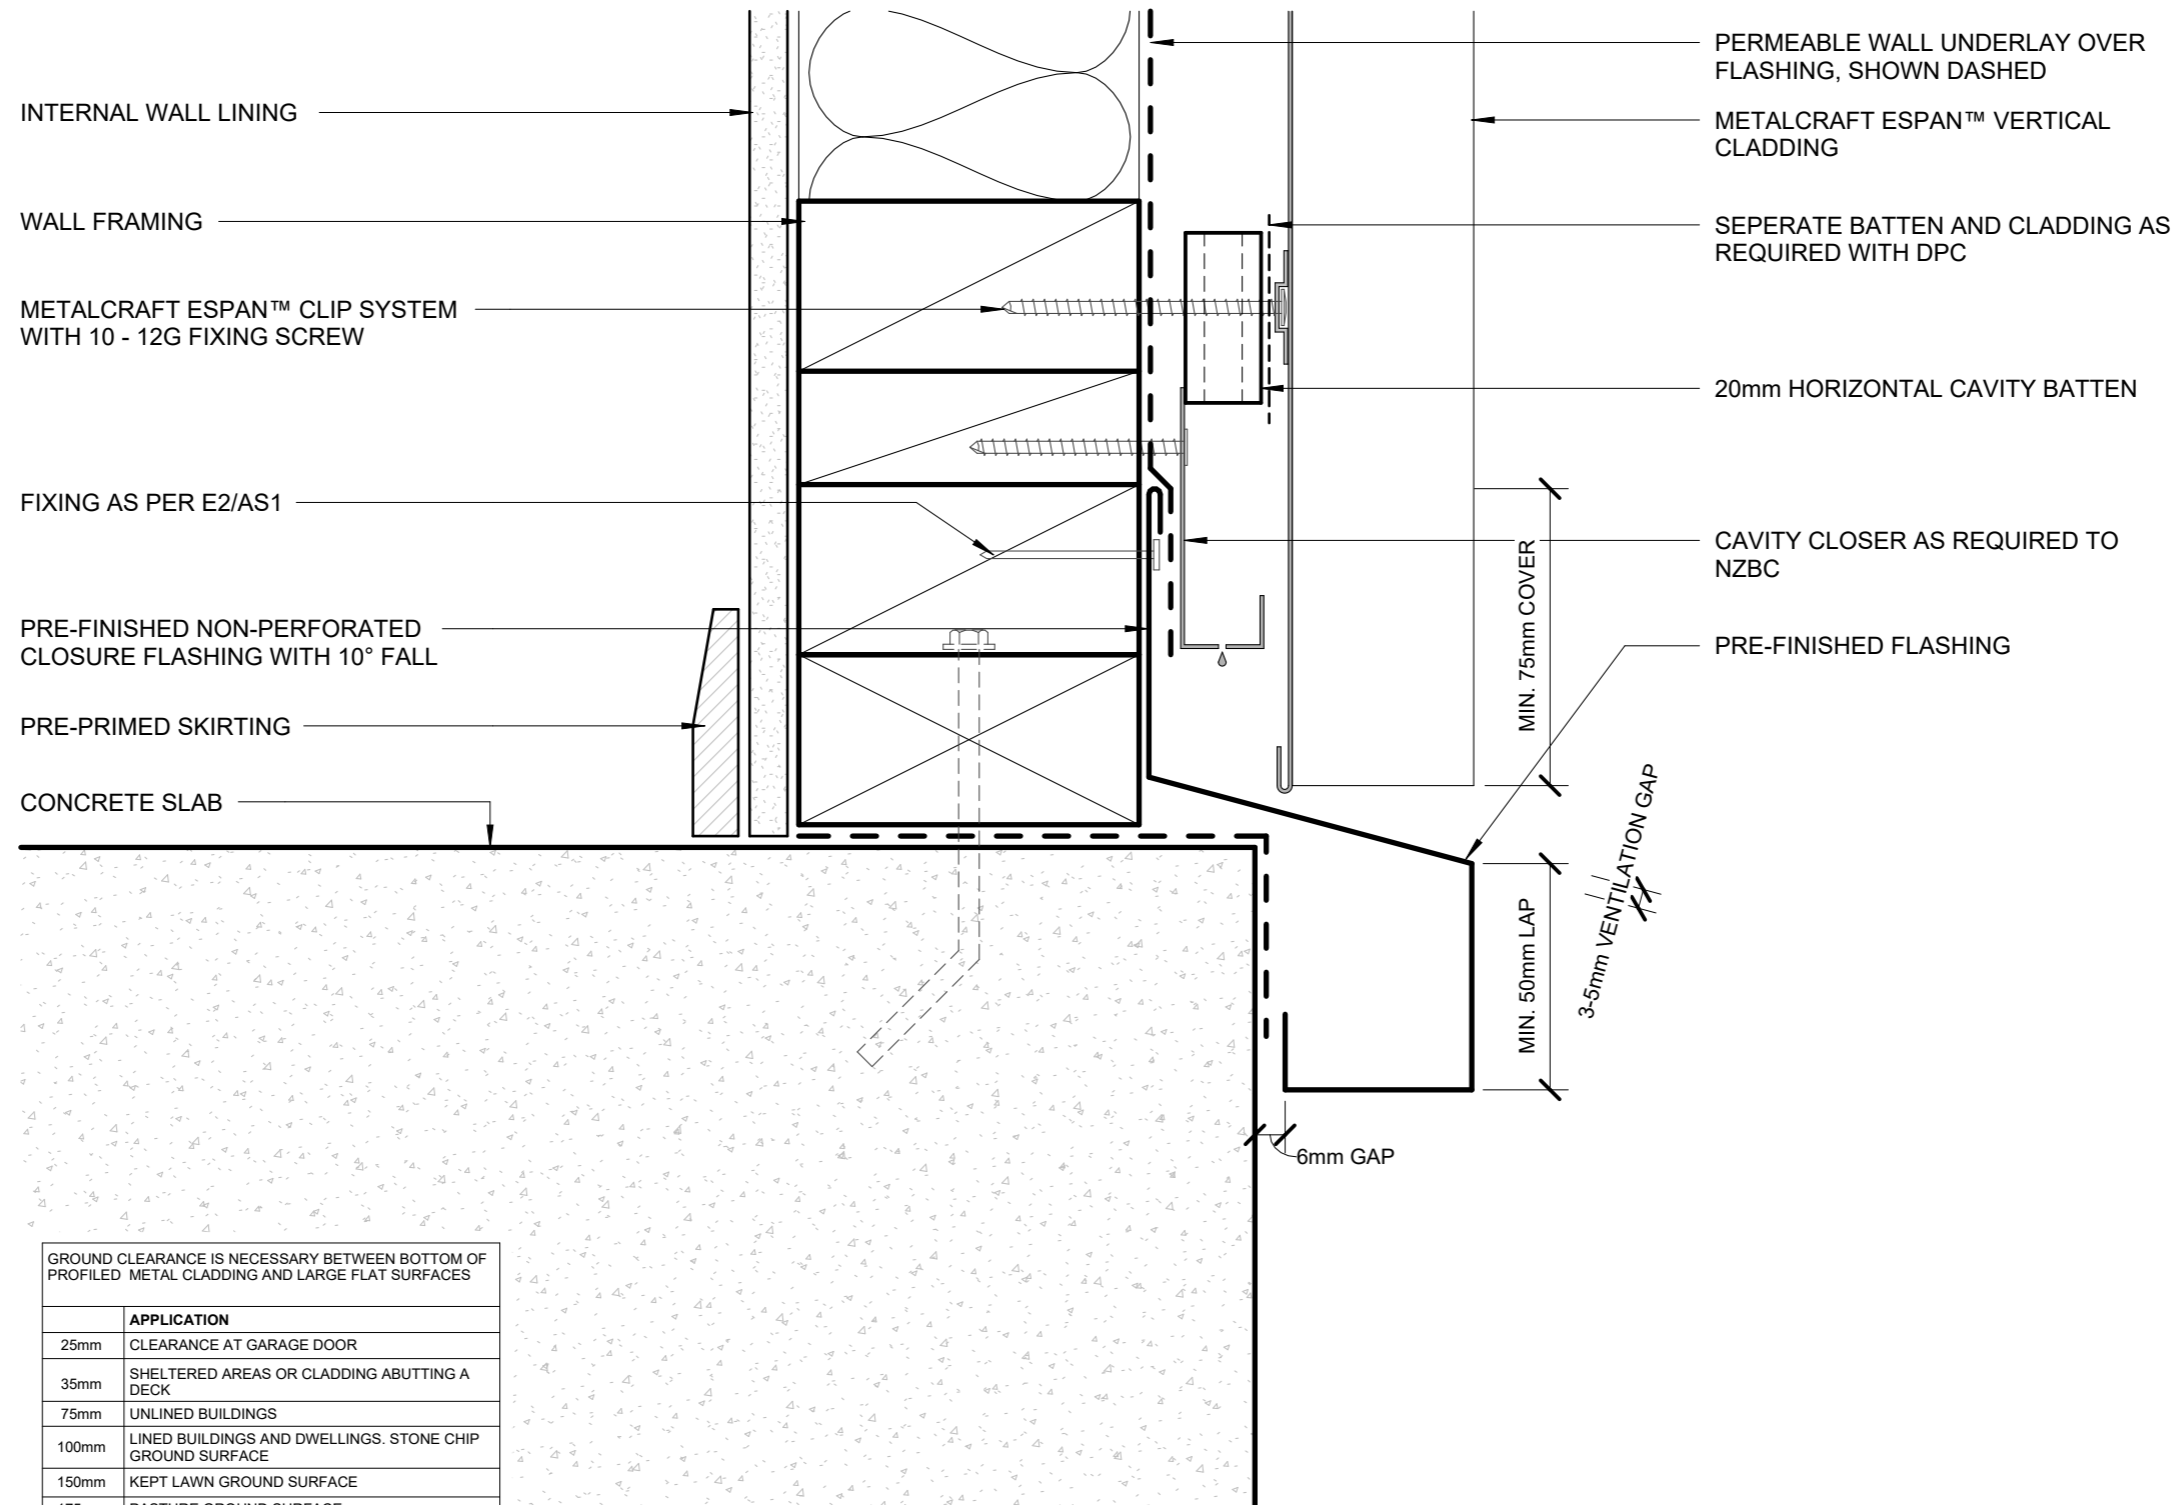 INTERNAL WALL LINING
WALL FRAMING
METALCRAFT ESPAN™ CLIP SYSTEM
WITH 10 - 12G FIXING SCREW
FIXING AS PER E2/AS1
PRE-FINISHED NON-PERFORATED
CLOSURE FLASHING WITH 10° FALL
PRE-PRIMED SKIRTING
CONCRETE SLAB
PERMEABLE WALL UNDERLAY OVER
FLASHING, SHOWN DASHED
METALCRAFT ESPAN™ VERTICAL
CLADDING
SEPERATE BATTEN AND CLADDING AS
REQUIRED WITH DPC
20mm HORIZONTAL CAVITY BATTEN
CAVITY CLOSER AS REQUIRED TO
NZBC
PRE-FINISHED FLASHING
MIN. 75mm COVER
3-5mm VENTILATION GAP
MIN. 50mm LAP
6mm GAP
GROUND CLEARANCE IS NECESSARY BETWEEN BOTTOM OF
PROFILED METAL CLADDING AND LARGE FLAT SURFACES
APPLICATION
25mm CLEARANCE AT GARAGE DOOR
35mm SHELTERED AREAS OR CLADDING ABUTTING A
DECK
75mm UNLINED BUILDINGS
100mm LINED BUILDINGS AND DWELLINGS. STONE CHIP
GROUND SURFACE
150mm KEPT LAWN GROUND SURFACE